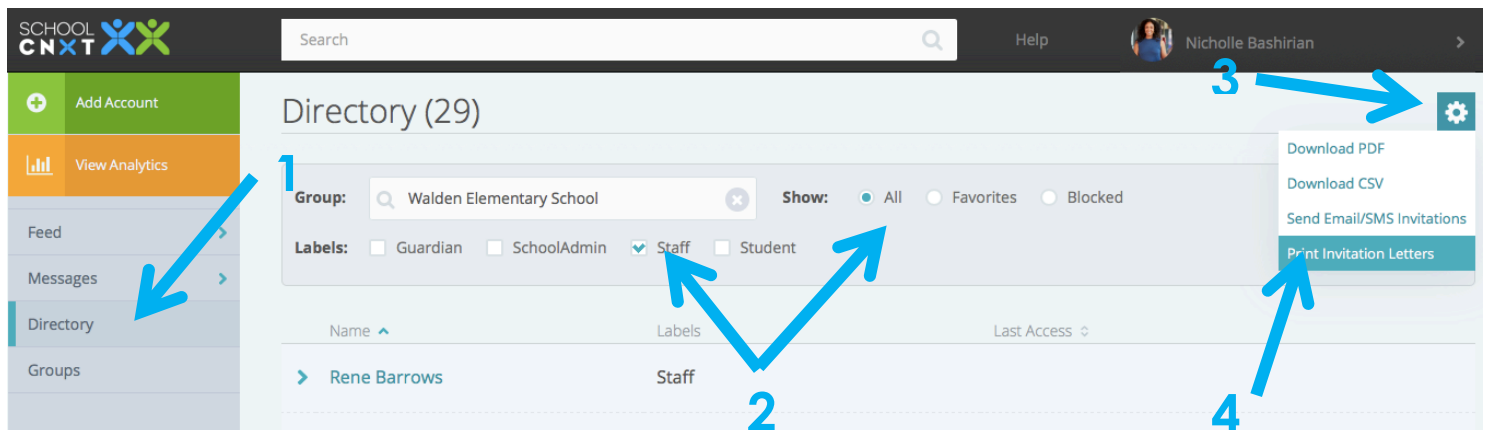 SCHOOL
CNXT
Search
Help
Nicholle Bashirian
3
Add Account
Directory (29)
Download PDF
View Analytics
1
Download CSV
Group: Walden Elementary School Show: All Favorites Blocked
Send Email/SMS Invitations
Feed
Labels: Guardian SchoolAdmin Staff Student
Print Invitation Letters
Messages
Directory
Name Labels Last Access
Groups
Rene Barrows Staff
2
4